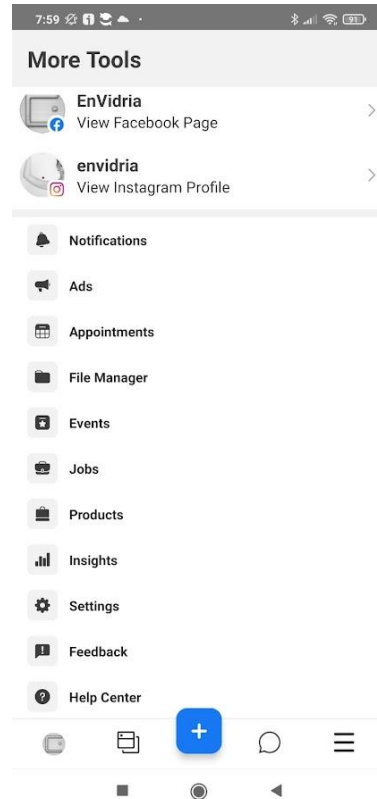 7:59
91
More Tools
EnVidria
View Facebook Page
envidria
View Instagram Profile
Notifications
Ads
Appointments
File Manager
Events
Jobs
Products
Insights
Settings
Feedback
Help Center